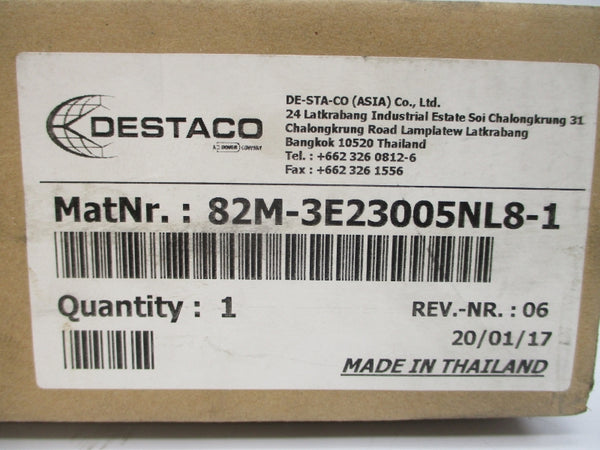 DESTACO
A DOVER COMPANY
DE-STA-CO (ASIA) Co., Ltd.
24 Latkrabang Industrial Estate Soi Chalongkrung 31
Chalongkrung Road Lamplatew Latkrabang
Bangkok 10520 Thailand
Tel. : +662 326 0812-6
Fax : +662 326 1556
MatNr. : 82M-3E23005NL8-1
Quantity : 1
REV.-NR. : 06
20/01/17
MADE IN THAILAND